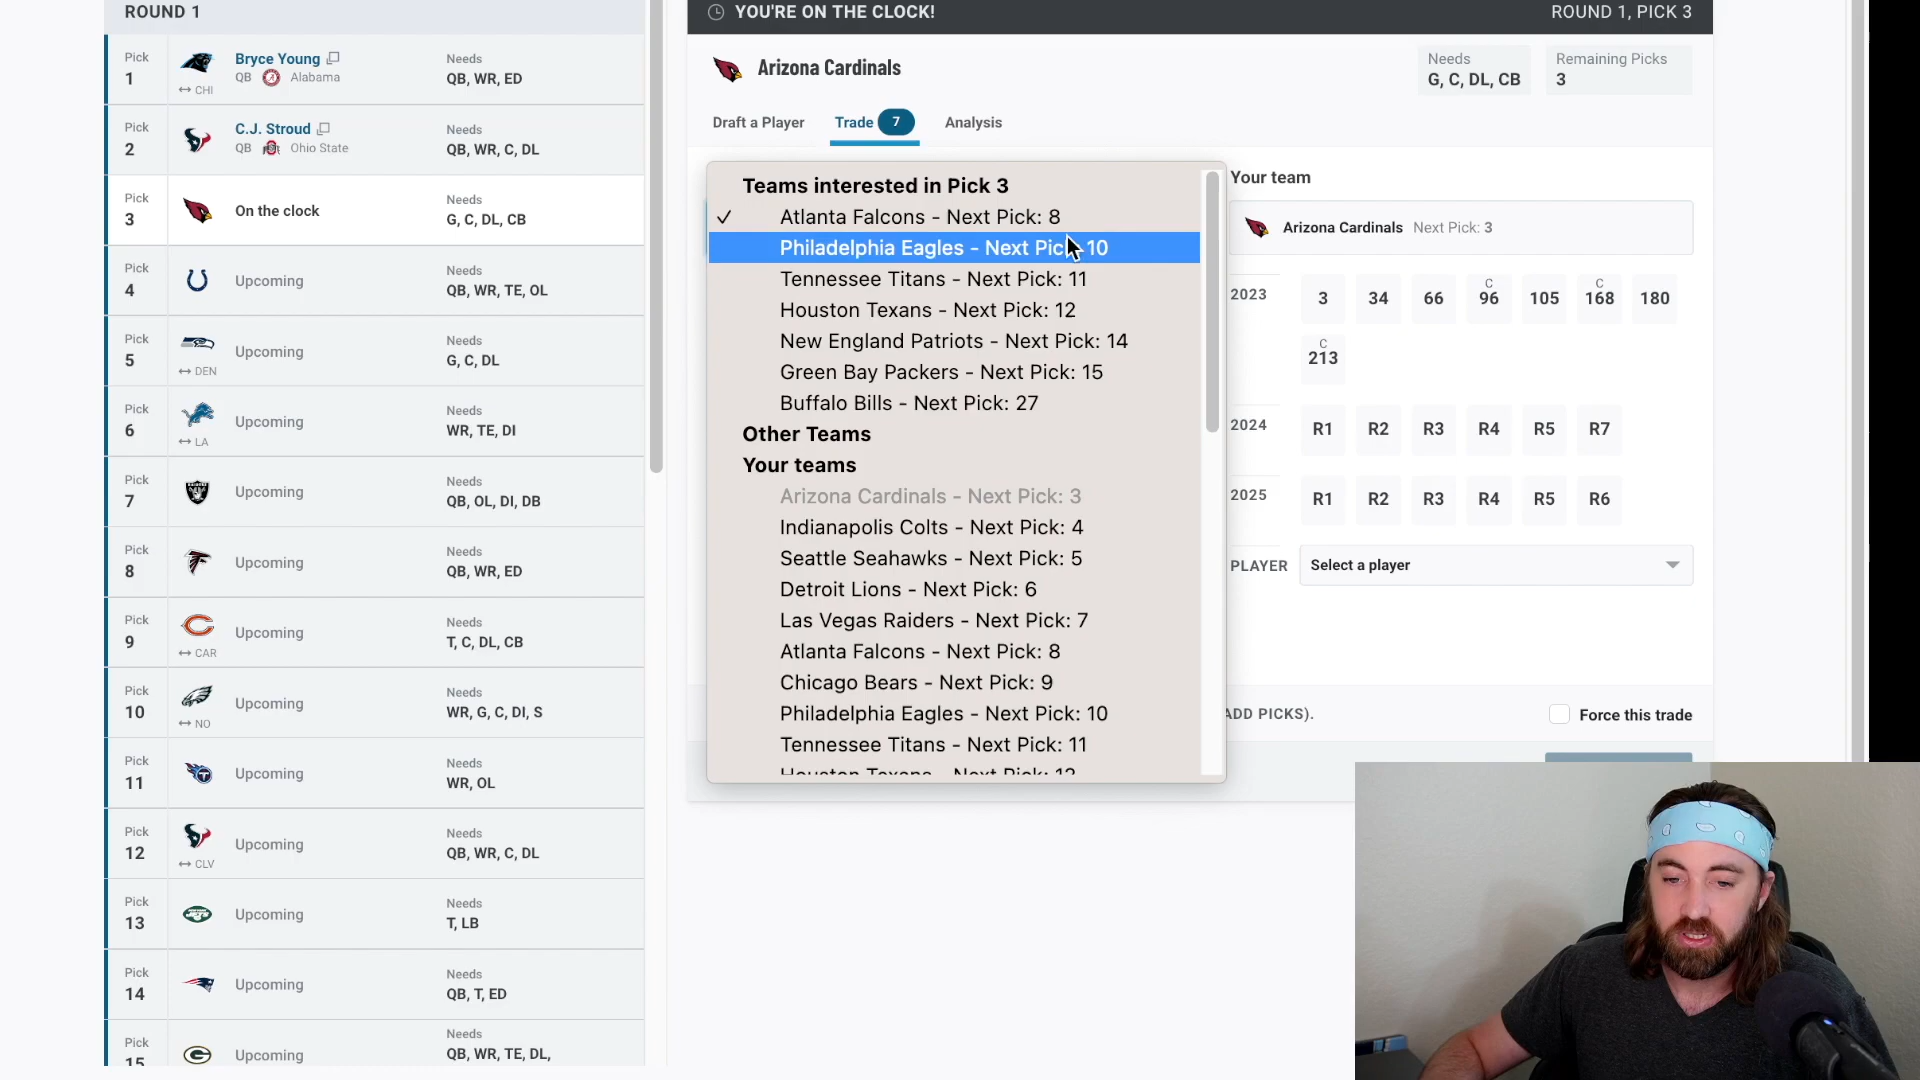 ROUND 1
Pick
1
CHI
Bryce Young
QB Alabama
Needs
QB, WR, ED
Pick
2
C.J. Stroud
QB Ohio State
Needs
QB, WR, C, DL
Pick
3
On the clock
Needs
G, C, DL, CB
Pick
4
Upcoming
Needs
QB, WR, TE, OL
Pick
5
DEN
Upcoming
Needs
G, C, DL
Pick
6
LA
Upcoming
Needs
WR, TE, DI
Pick
7
Upcoming
Needs
QB, OL, DI, DB
Pick
8
Upcoming
Needs
QB, WR, ED
Pick
9
CAR
Upcoming
Needs
T, C, DL, CB
Pick
10
NO
Upcoming
Needs
WR, G, C, DI, S
Pick
11
Upcoming
Needs
WR, OL
Pick
12
CLV
Upcoming
Needs
QB, WR, C, DL
Pick
13
Upcoming
Needs
T, LB
Pick
14
Upcoming
Needs
QB, T, ED
Pick
15
Upcoming
Needs
QB, WR, TE, DL,
YOU'RE ON THE CLOCK!
ROUND 1, PICK 3
Arizona Cardinals
Needs
G, C, DL, CB
Remaining Picks
3
Draft a Player Trade 7 Analysis
Teams interested in Pick 3
✓ Atlanta Falcons - Next Pick: 8
Philadelphia Eagles - Next Pick: 10
Tennessee Titans - Next Pick: 11
Houston Texans - Next Pick: 12
New England Patriots - Next Pick: 14
Green Bay Packers - Next Pick: 15
Buffalo Bills - Next Pick: 27
Other Teams
Your teams
Arizona Cardinals - Next Pick: 3
Indianapolis Colts - Next Pick: 4
Seattle Seahawks - Next Pick: 5
Detroit Lions - Next Pick: 6
Las Vegas Raiders - Next Pick: 7
Atlanta Falcons - Next Pick: 8
Chicago Bears - Next Pick: 9
Philadelphia Eagles - Next Pick: 10
Tennessee Titans - Next Pick: 11
Houston Texans - Next Pick: 12
Your team
Arizona Cardinals Next Pick: 3
2023 3 34 66 C 96 105 C 168 180
C 213
2024 R1 R2 R3 R4 R5 R7
2025 R1 R2 R3 R4 R5 R6
PLAYER Select a player
ADD PICKS).
Force this trade